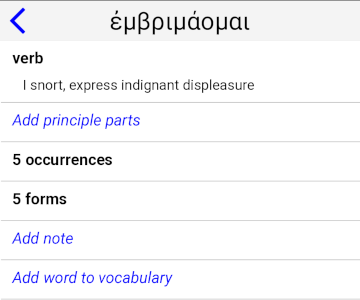 ἐμβριμάομαι
verb
I snort, express indignant displeasure
Add principle parts
5 occurrences
5 forms
Add note
Add word to vocabulary